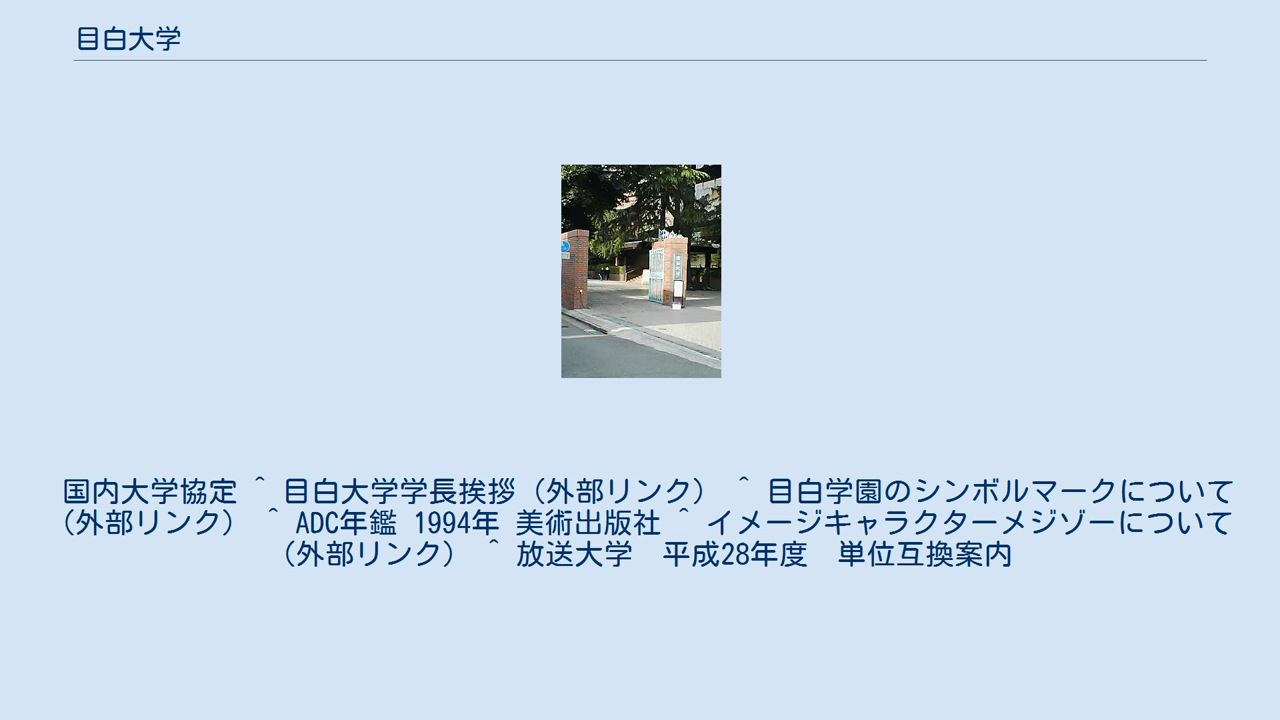 目白大学
国内大学協定 ^ 目白大学学長挨拶（外部リンク） ^ 目白学園のシンボルマークについて
（外部リンク） ^ ADC年鑑 1994年 美術出版社 ^ イメージキャラクターメジゾーについて
（外部リンク） ^ 放送大学　平成28年度　単位互換案内